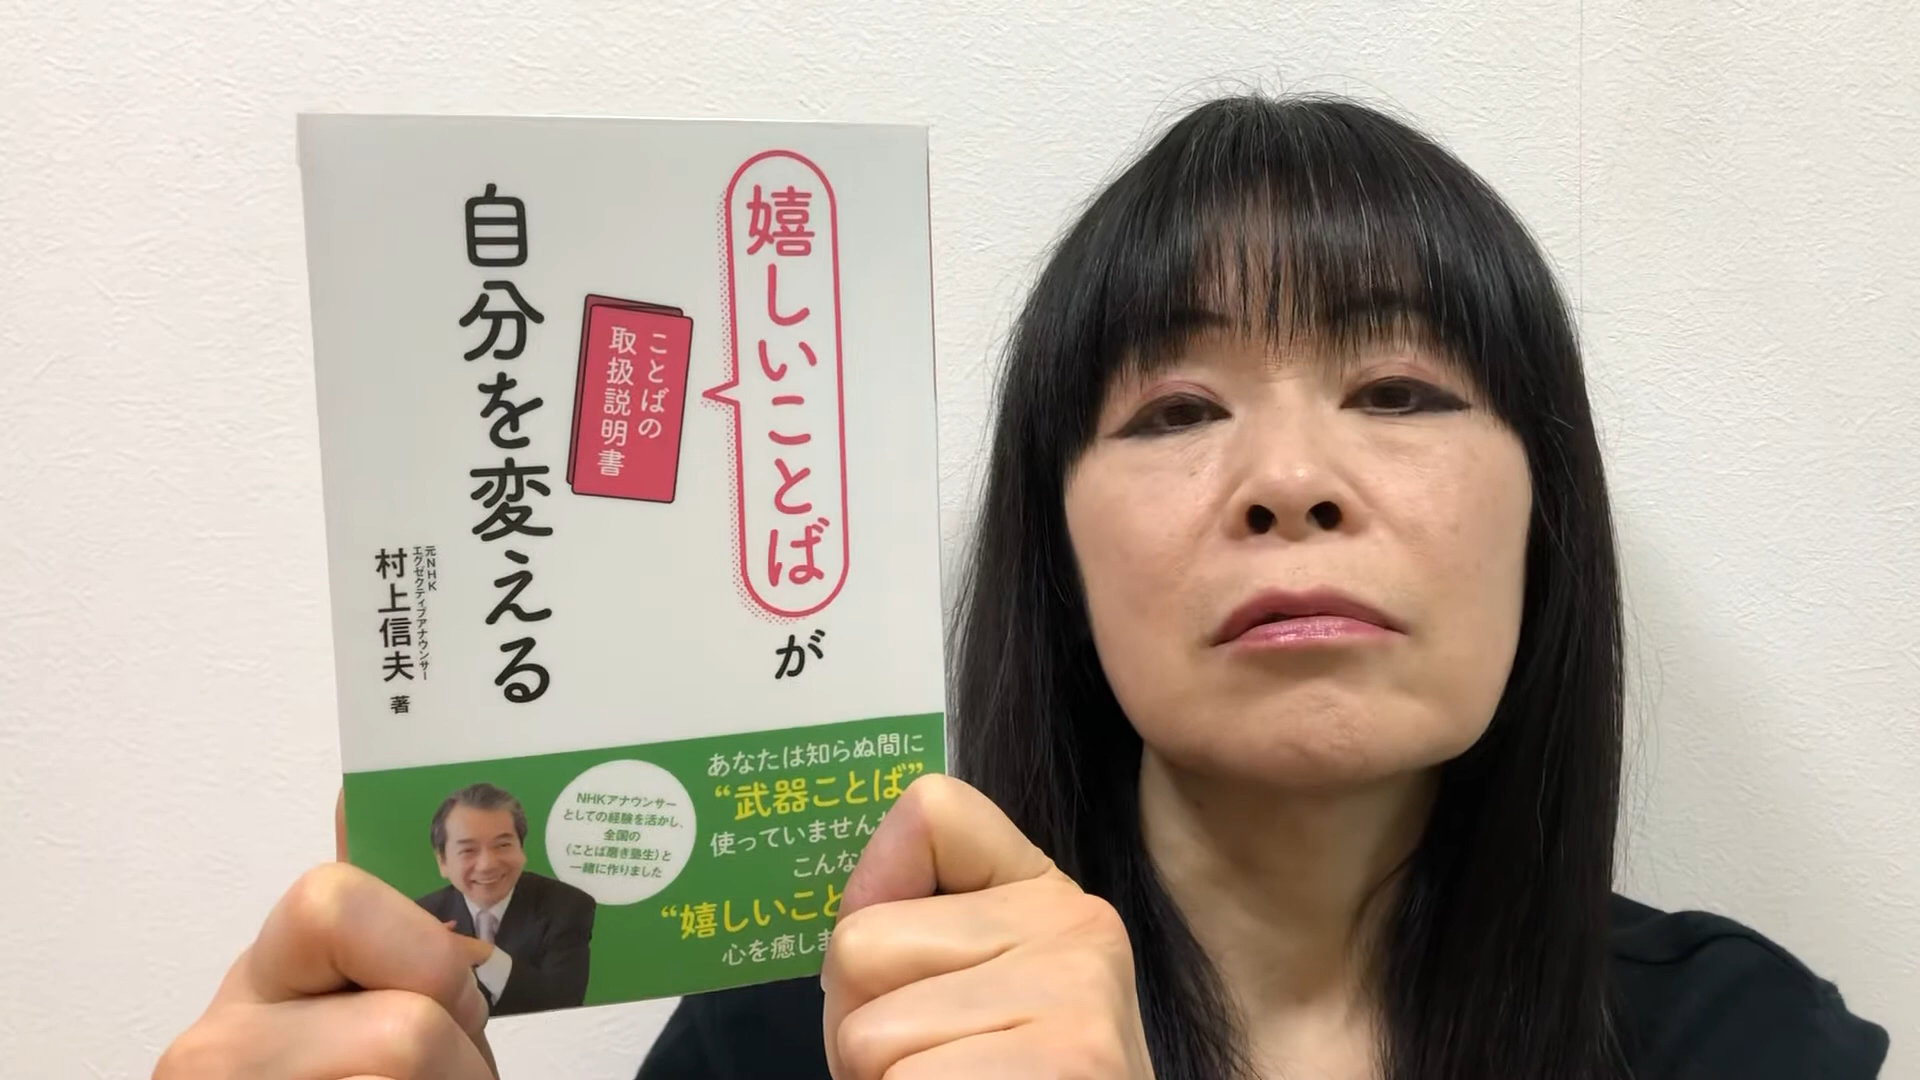 嬉しいことばが
ことばの
取扱説明書
自分を変える
元NHK
エグゼクティブアナウンサー
村上信夫 著
あなたは知らぬ間に
“武器ことば”
使っていませんか
こんな
“嬉しいこと
心を癒しま
NHKアナウンサー
としての経験を活かし、
全国の
〈ことば磨き塾生〉と
一緒に作りました